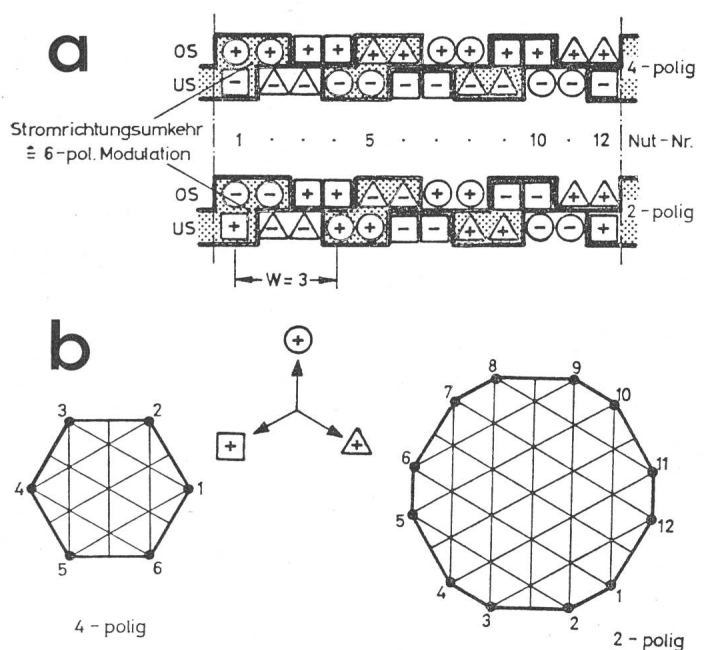 a
OS + + + + + + + + + + + + 4-polig
US - - - - - - - - - - - -
Stromrichtungsumkehr
≙ 6-pol. Modulation
1 · · · 5 · · · · 10 · 12 Nut-Nr.
OS - - + + - - + + - - + + 2-polig
US + - - + + - - + + - - +
W=3
b
3 2
4 1
5 6
4-polig
+
+ +
8 9
7 10
6 11
5 12
4 1
3 2
2-polig